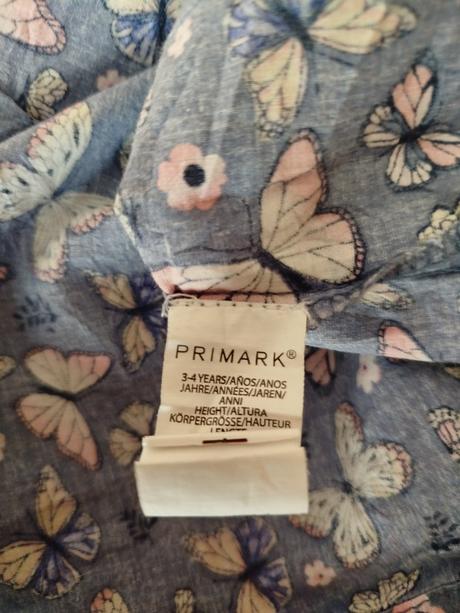 PRIMARK®
3-4 YEARS/AÑOS/ANOS
JAHRE/ANNÉES/JAREN/
ANNI
HEIGHT/ALTURA
KÖRPERGRÖSSE/HAUTEUR